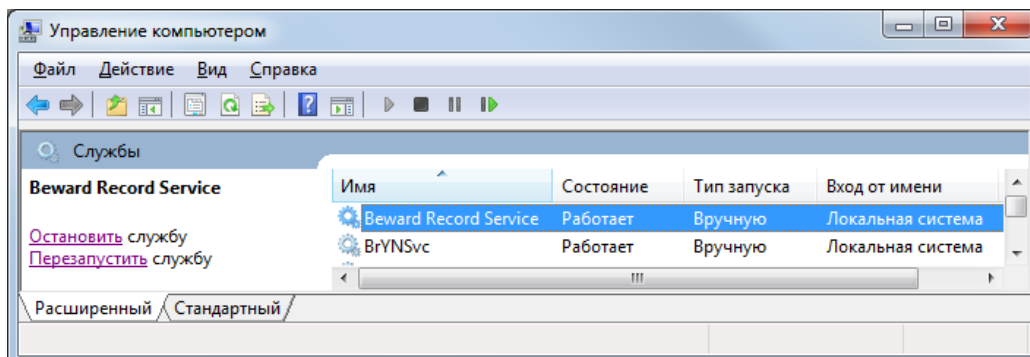 Управление компьютером
Файл Действие Вид Справка
Службы
Beward Record Service
Остановить службу
Перезапустить службу
Имя Состояние Тип запуска Вход от имени
Beward Record Service Работает Вручную Локальная система
BrYNSvc Работает Вручную Локальная система
Расширенный Стандартный